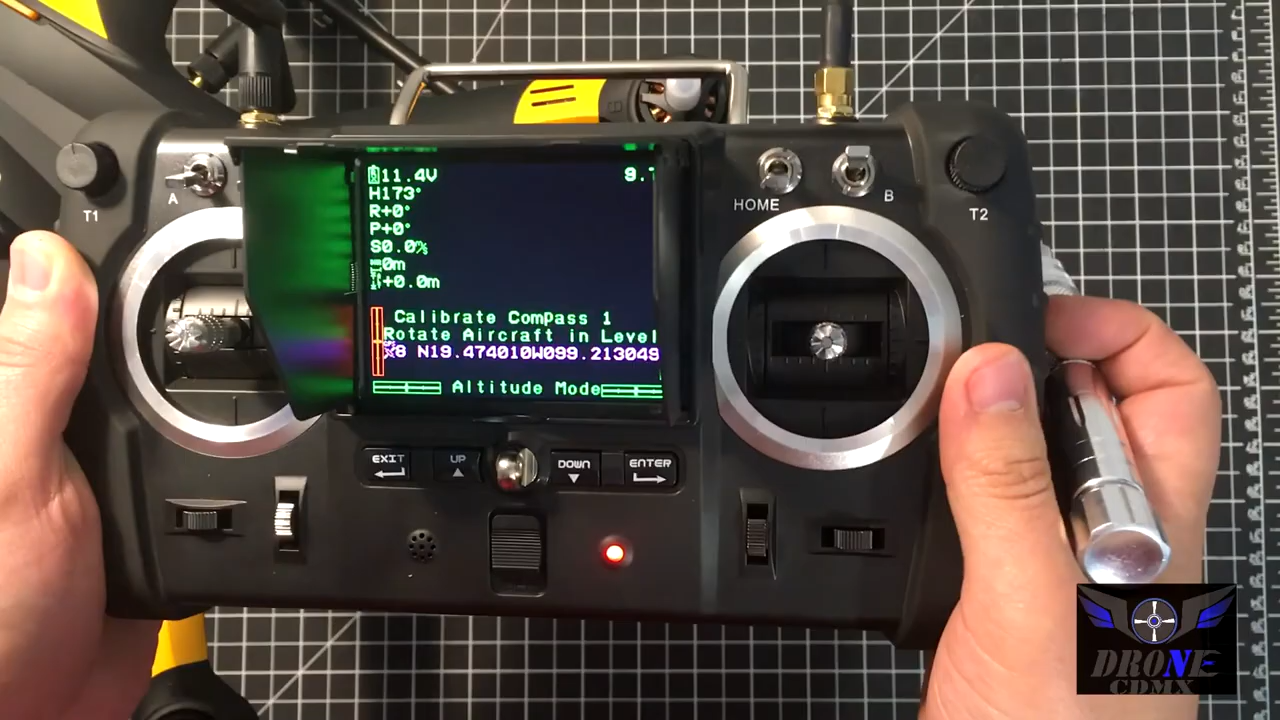 11.4V 9.7
H173°
R+0°
P+0°
S0.0%
0m
+0.0m
Calibrate Compass 1
Rotate Aircraft in Level
8 N19.474010W099.213049
Altitude Mode
T1
A
HOME
B
T2
EXIT
UP
DOWN
ENTER
DRONE
CDMX